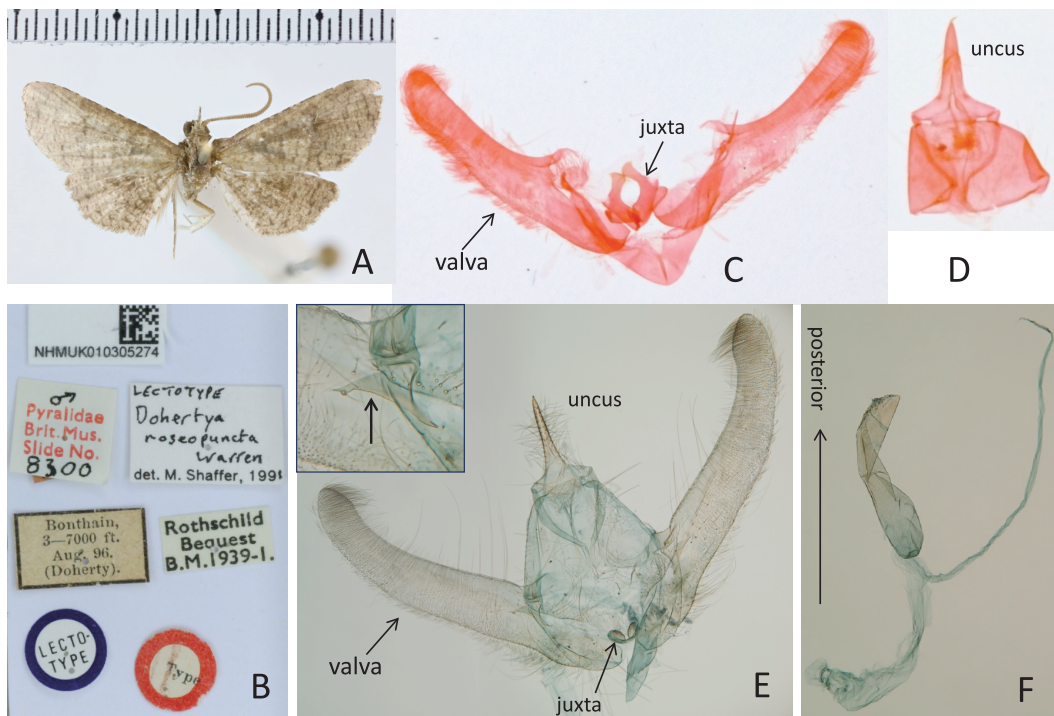 A
NHMUK010305274
♂
Pyralidae
Brit. Mus.
Slide No.
8300
LECTOTYPE
Dohertya
roseopuncta
Warren
det. M. Shaffer, 1991
Bonthain,
3—7000 ft.
Aug. 96.
(Doherty).
Rothschild
Bequest
B.M.1939-1.
LECTO-
TYPE
Type
B
juxta
valva
C
uncus
D
uncus
valva
juxta
E
posterior
F